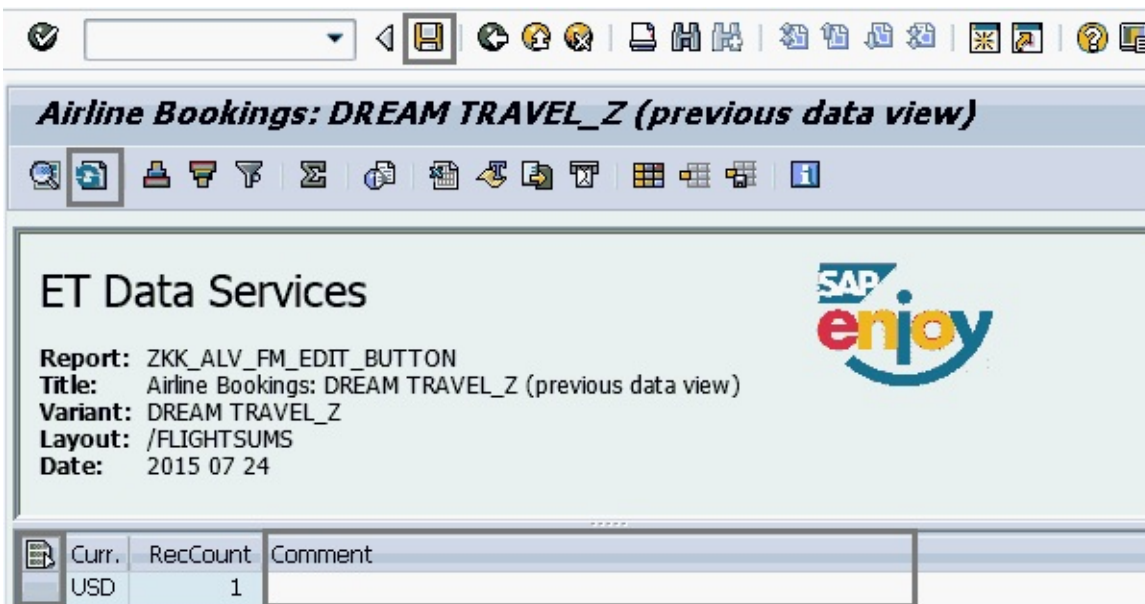 Airline Bookings: DREAM TRAVEL_Z (previous data view)
ET Data Services
SAP
enjoy
Report: ZKK_ALV_FM_EDIT_BUTTON
Title: Airline Bookings: DREAM TRAVEL_Z (previous data view)
Variant: DREAM TRAVEL_Z
Layout: /FLIGHTSUMS
Date: 2015 07 24
Curr. RecCount Comment
USD 1